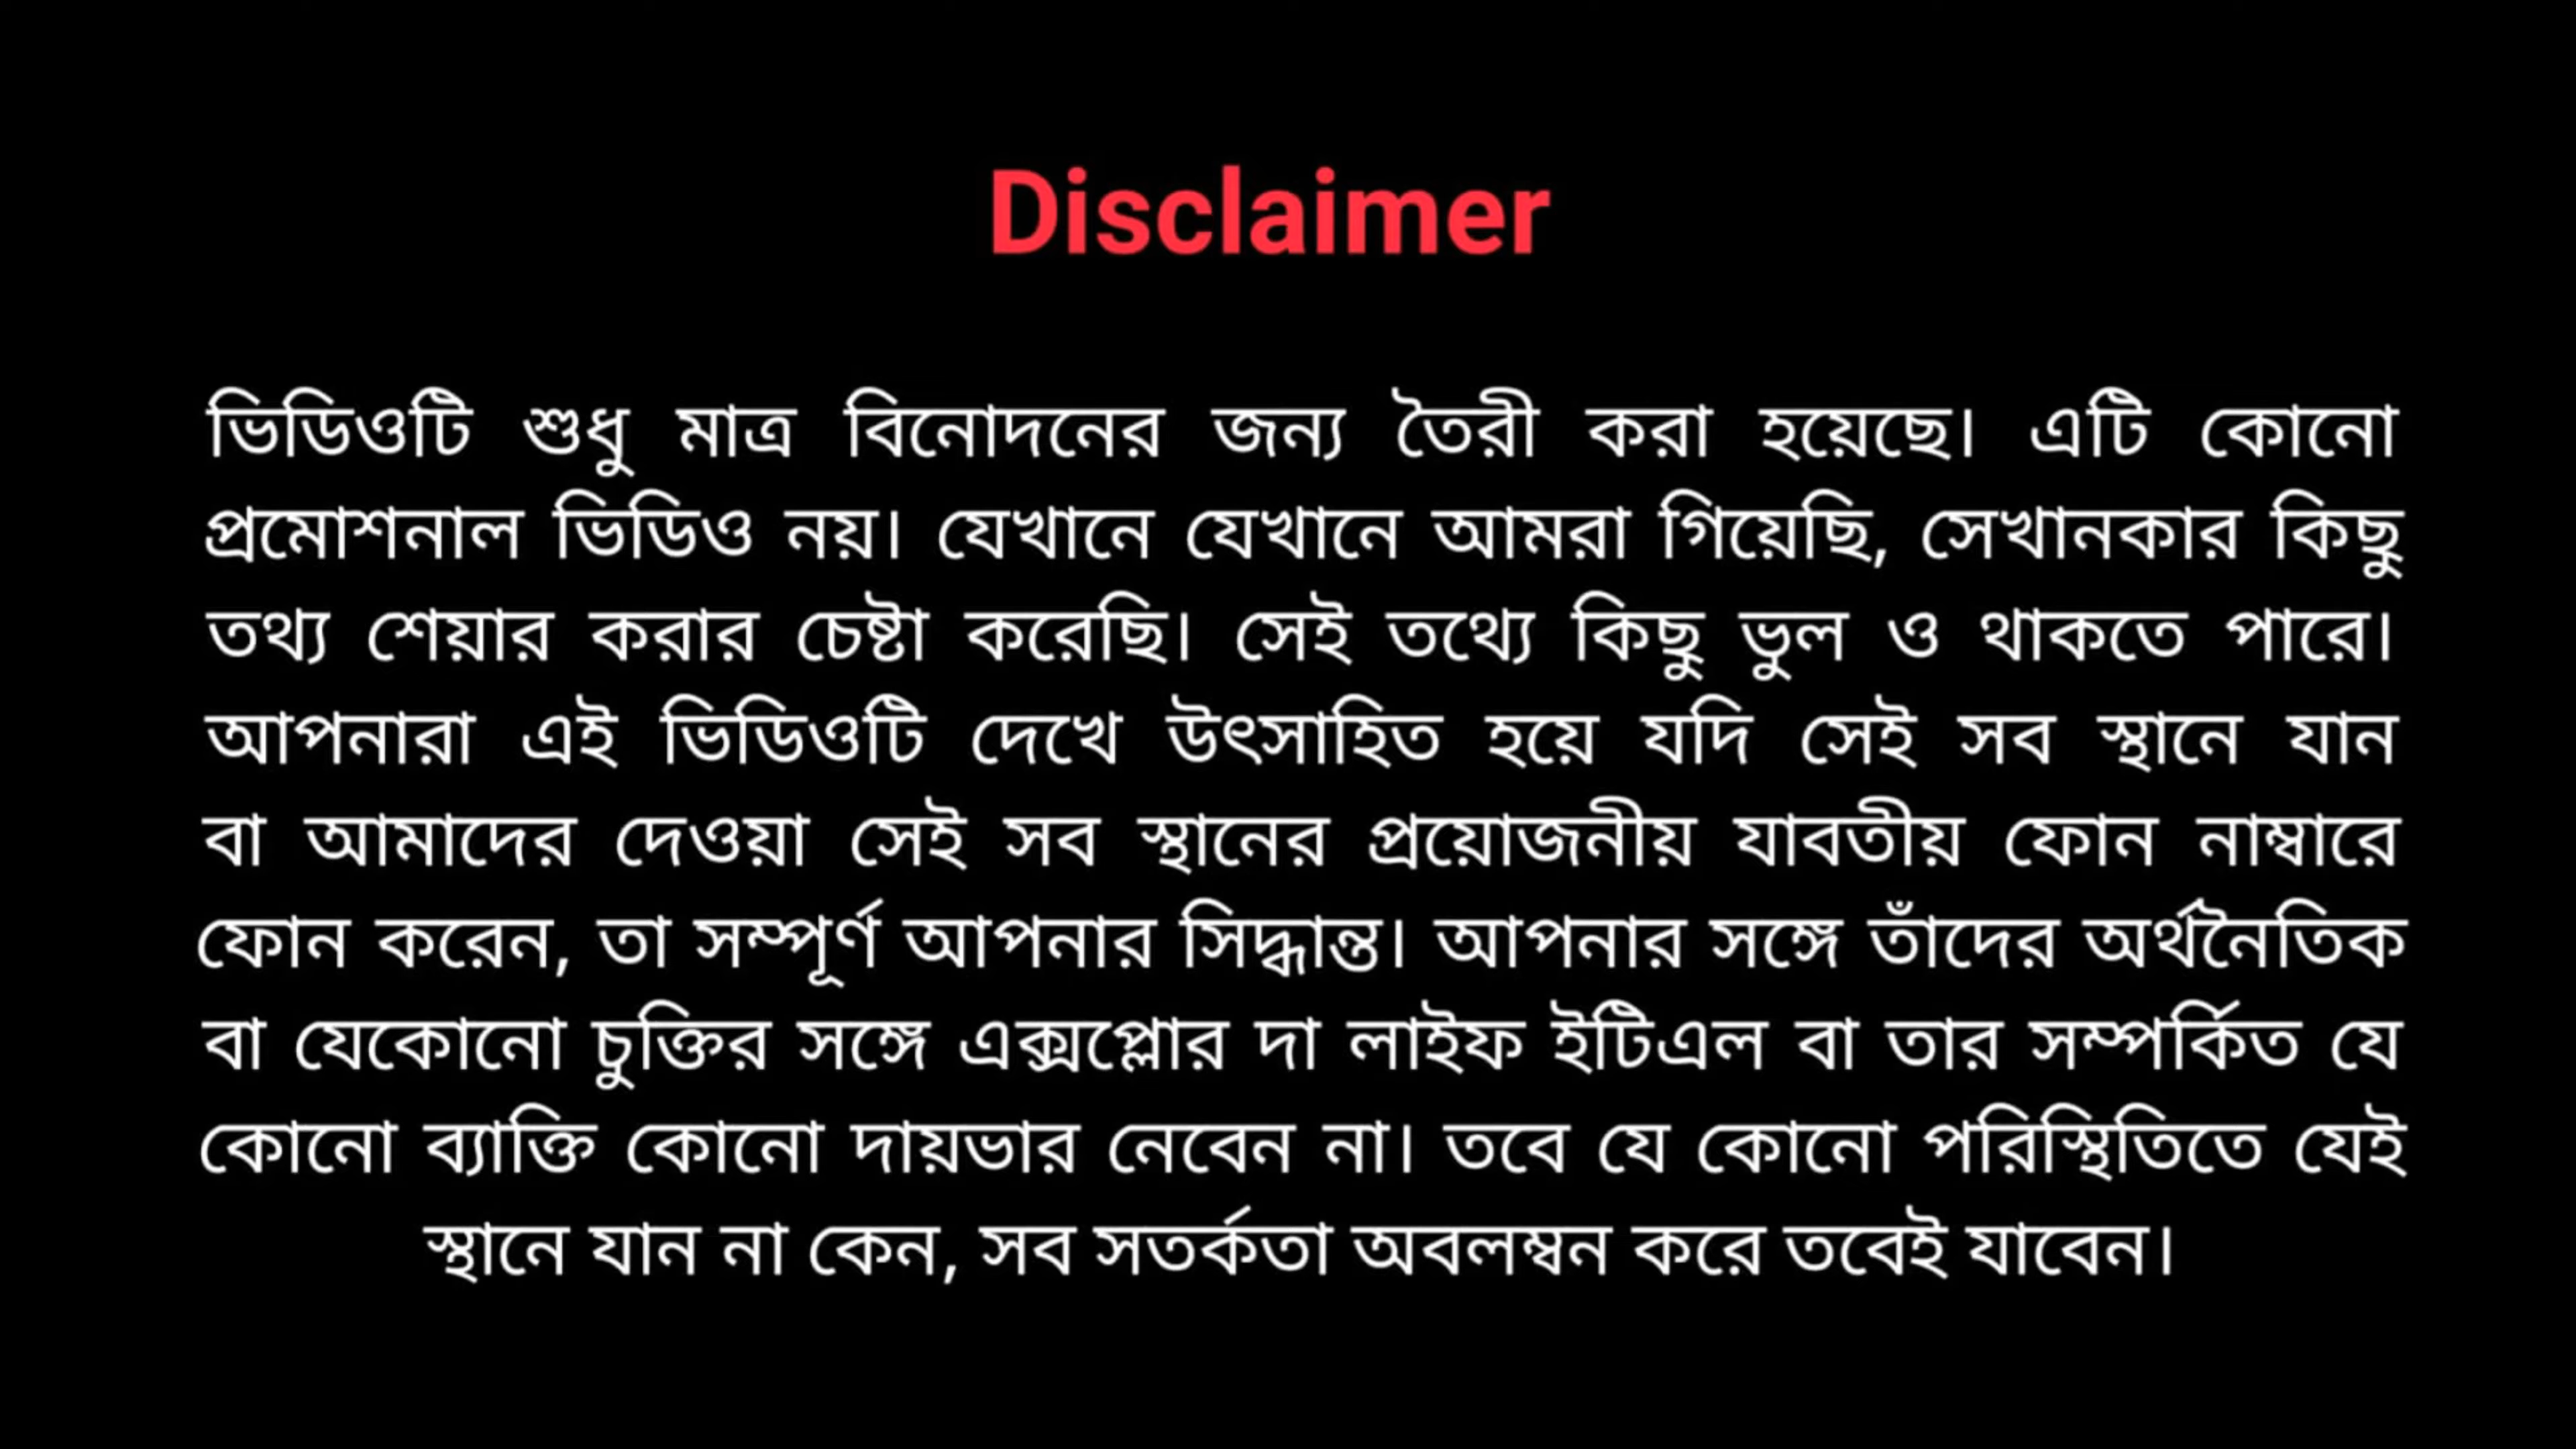 Disclaimer
ভিডিওটি শুধু মাত্র বিনোদনের জন্য তৈরী করা হয়েছে। এটি কোনো
প্রমোশনাল ভিডিও নয়। যেখানে যেখানে আমরা গিয়েছি, সেখানকার কিছু
তথ্য শেয়ার করার চেষ্টা করেছি। সেই তথ্যে কিছু ভুল ও থাকতে পারে।
আপনারা এই ভিডিওটি দেখে উৎসাহিত হয়ে যদি সেই সব স্থানে যান
বা আমাদের দেওয়া সেই সব স্থানের প্রয়োজনীয় যাবতীয় ফোন নাম্বারে
ফোন করেন, তা সম্পূর্ণ আপনার সিদ্ধান্ত। আপনার সঙ্গে তাঁদের অর্থনৈতিক
বা যেকোনো চুক্তির সঙ্গে এক্সপ্লোর দা লাইফ ইটিএল বা তার সম্পর্কিত যে
কোনো ব্যাক্তি কোনো দায়ভার নেবেন না। তবে যে কোনো পরিস্থিতিতে যেই
স্থানে যান না কেন, সব সতর্কতা অবলম্বন করে তবেই যাবেন।